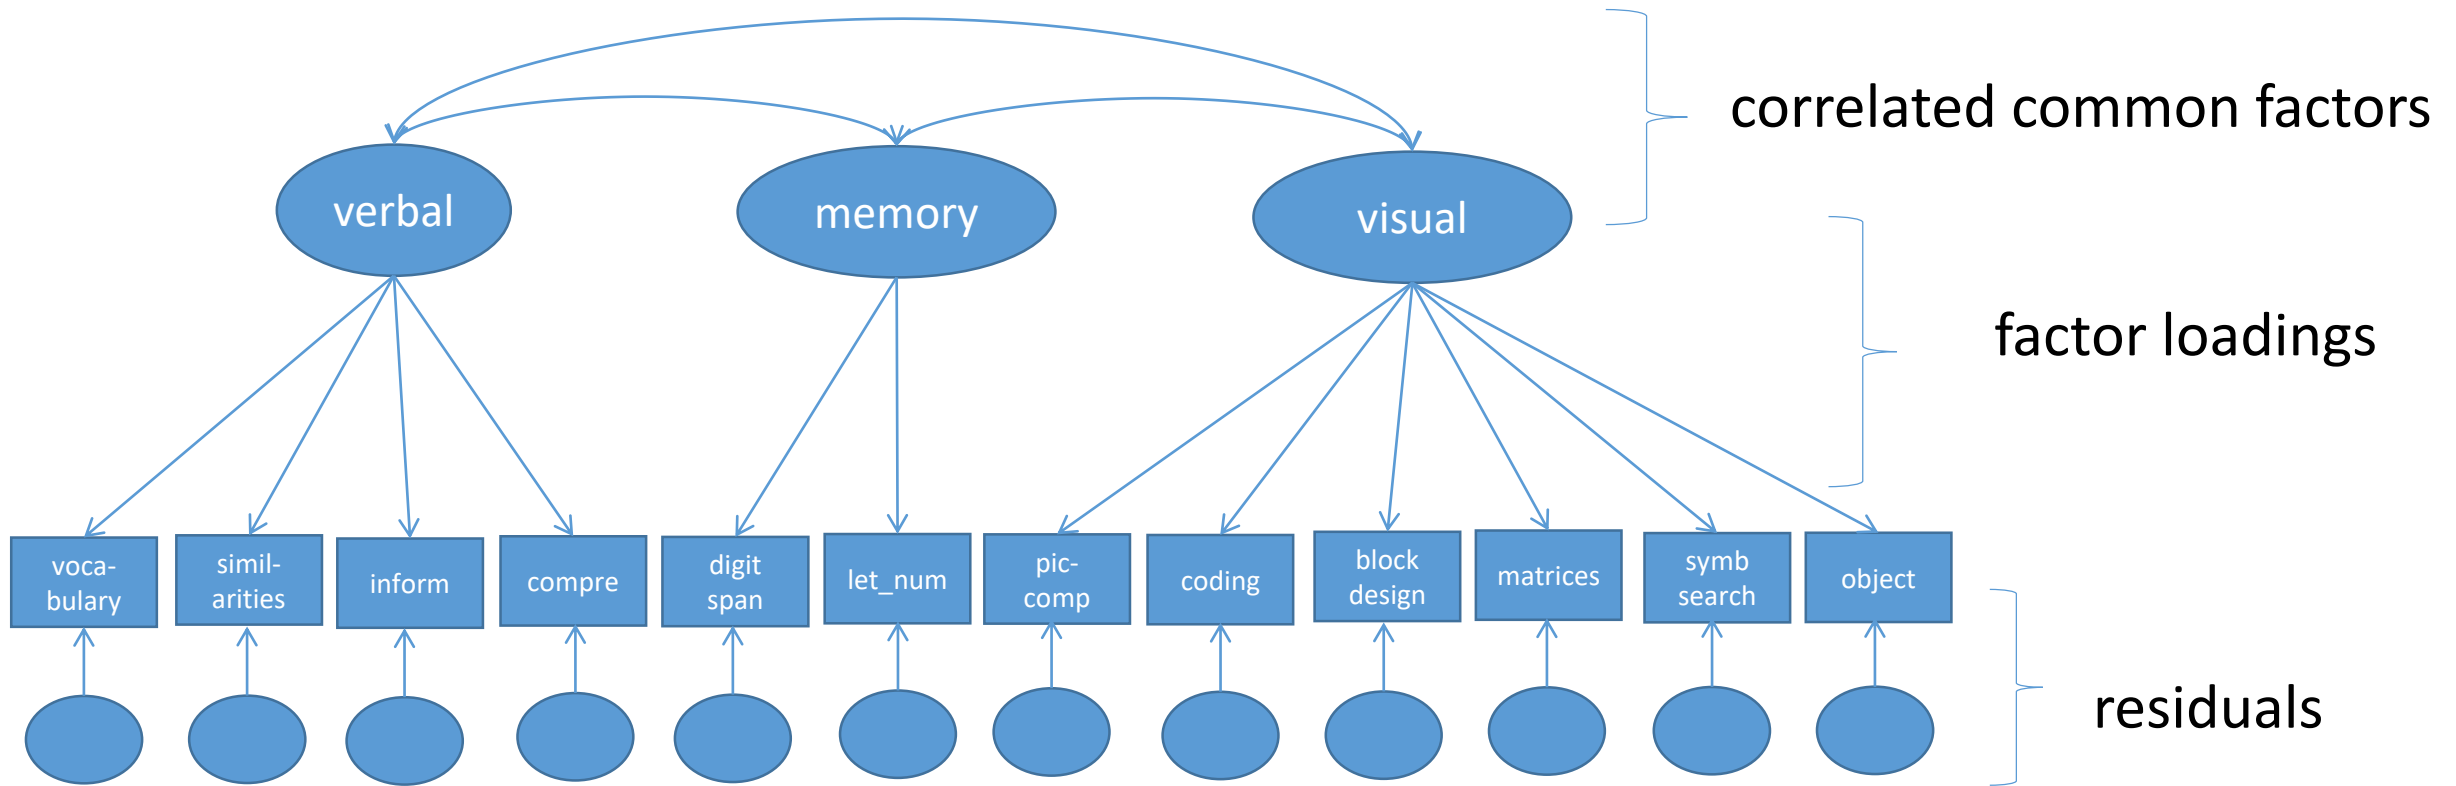 correlated common factors
verbal
memory
visual
factor loadings
voca-
bulary
simil-
arities
inform
compre
digit
span
let_num
pic-
comp
coding
block
design
matrices
symb
search
object
residuals